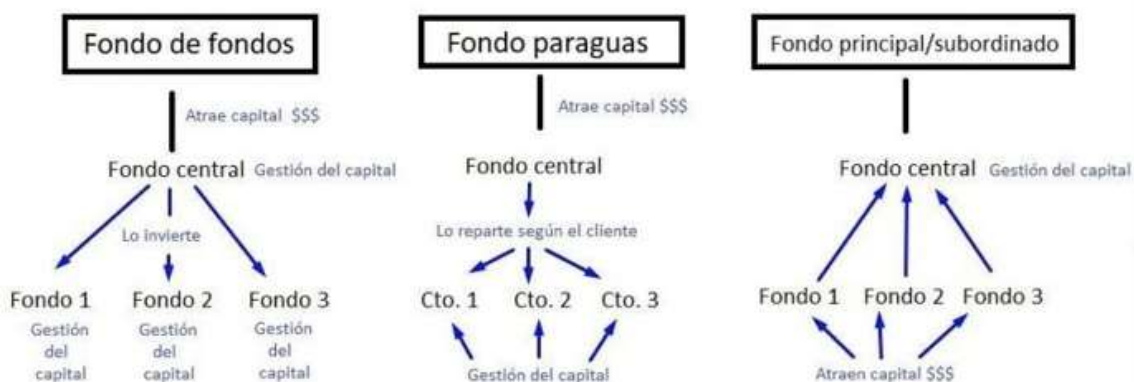 Fondo de fondos
Atrae capital $$$
Fondo central Gestión del capital
Lo invierte
Fondo 1 Fondo 2 Fondo 3
Gestión del capital
Gestión del capital
Gestión del capital
Fondo paraguas
Atrae capital $$$
Fondo central
Lo reparte según el cliente
Cto. 1 Cto. 2 Cto. 3
Gestión del capital
Fondo principal/subordinado
Fondo central Gestión del capital
Fondo 1 Fondo 2 Fondo 3
Atraen capital $$$